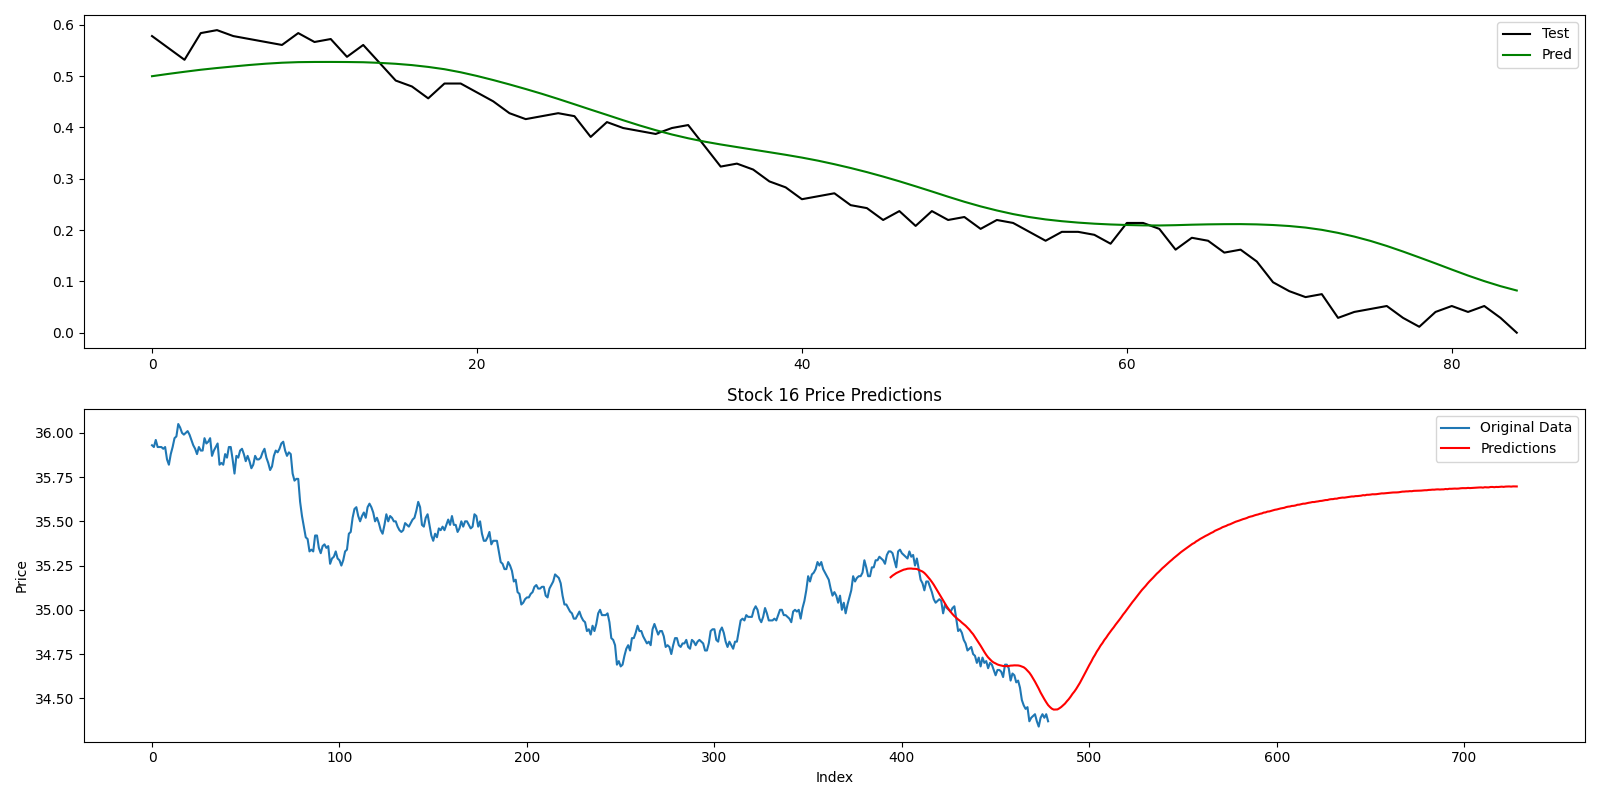 0.6
0.5
0.4
0.3
0.2
0.1
0.0
Test
Pred
0 20 40 60 80
Stock 16 Price Predictions
36.00
35.75
35.50
35.25
35.00
34.75
34.50
Price
Original Data
Predictions
0 100 200 300 400 500 600 700
Index